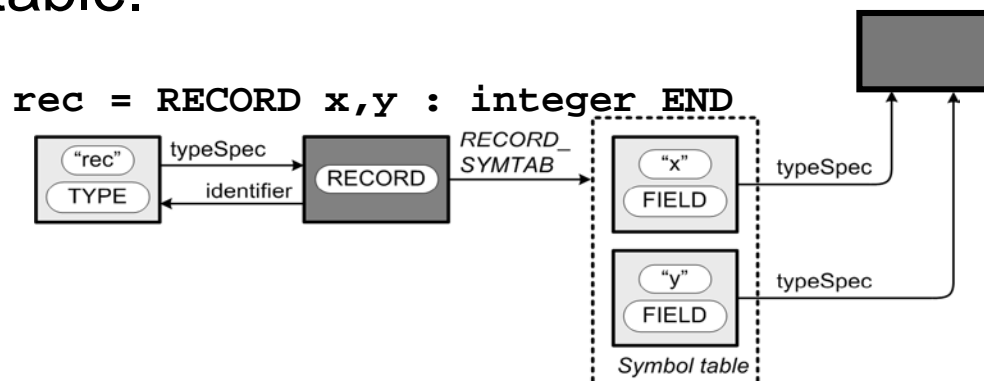 table.
rec = RECORD x,y : integer END
“rec”
TYPE
typeSpec
identifier
RECORD
RECORD_
SYMTAB
“x”
FIELD
typeSpec
“y”
FIELD
typeSpec
Symbol table